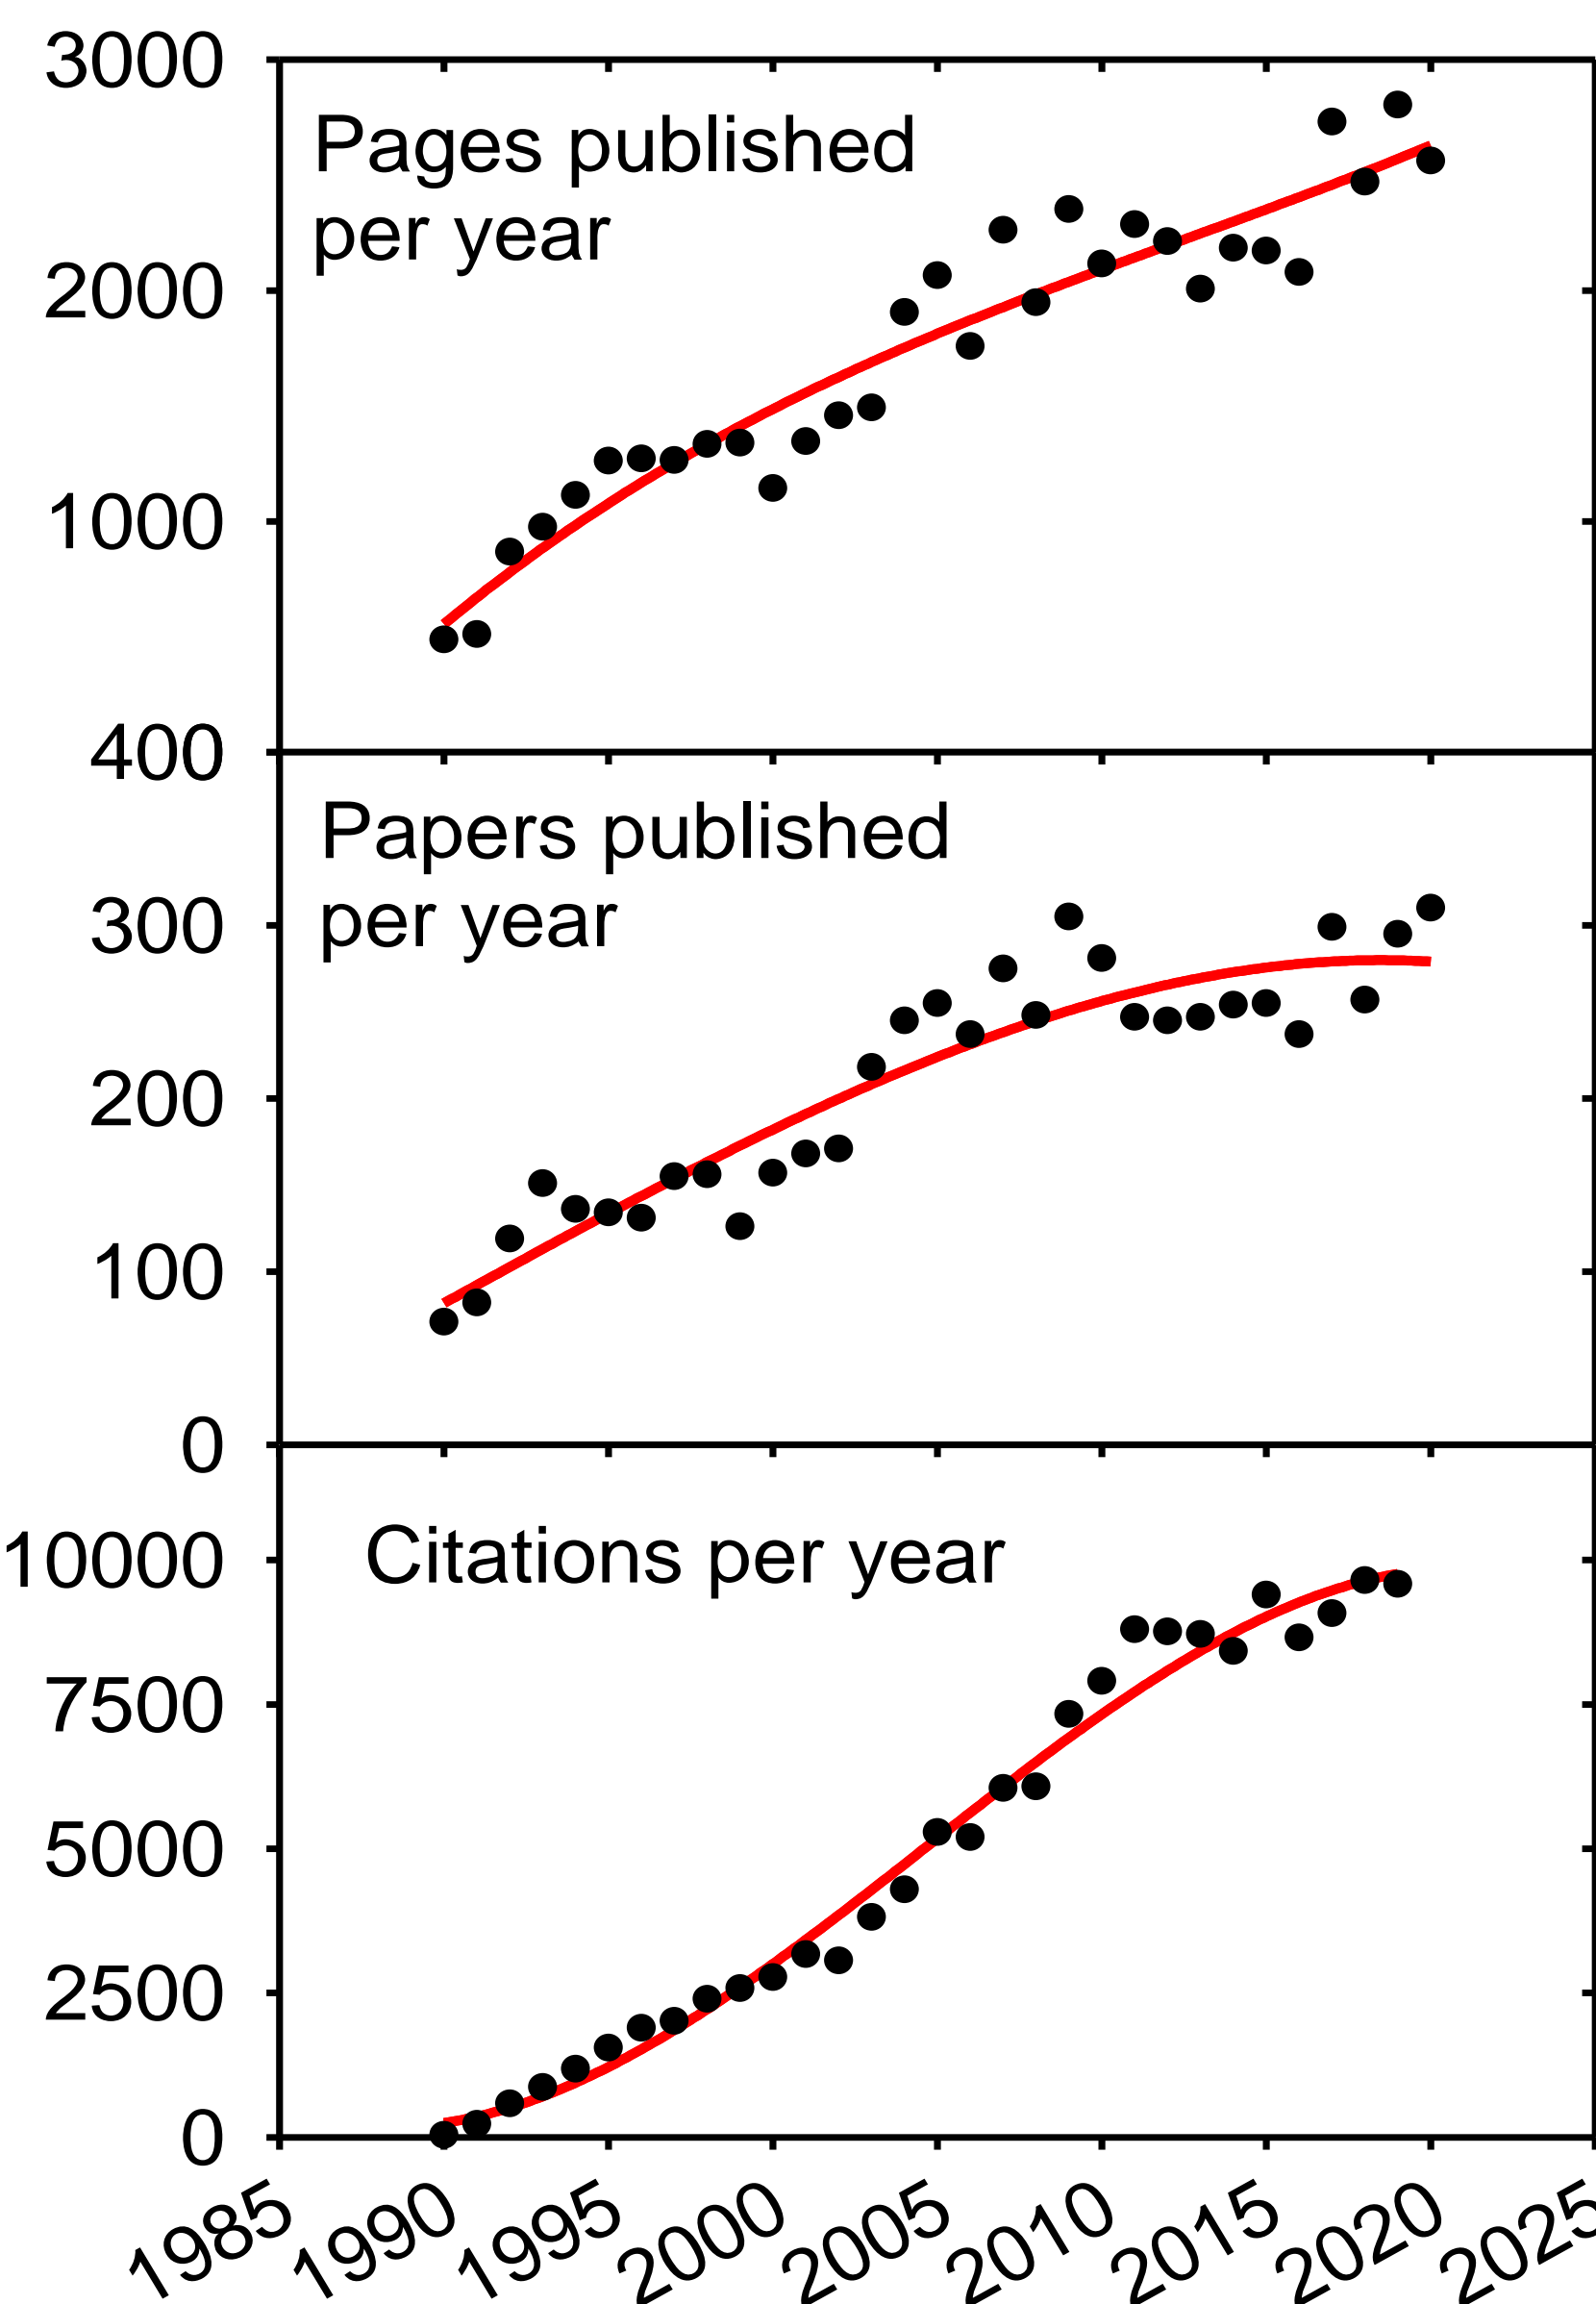 3000
Pages published
per year
2000
1000
400
Papers published
per year
300
200
100
0
Citations per year
10000
7500
5000
2500
0
1985 1990 1995 2000 2005 2010 2015 2020 2025